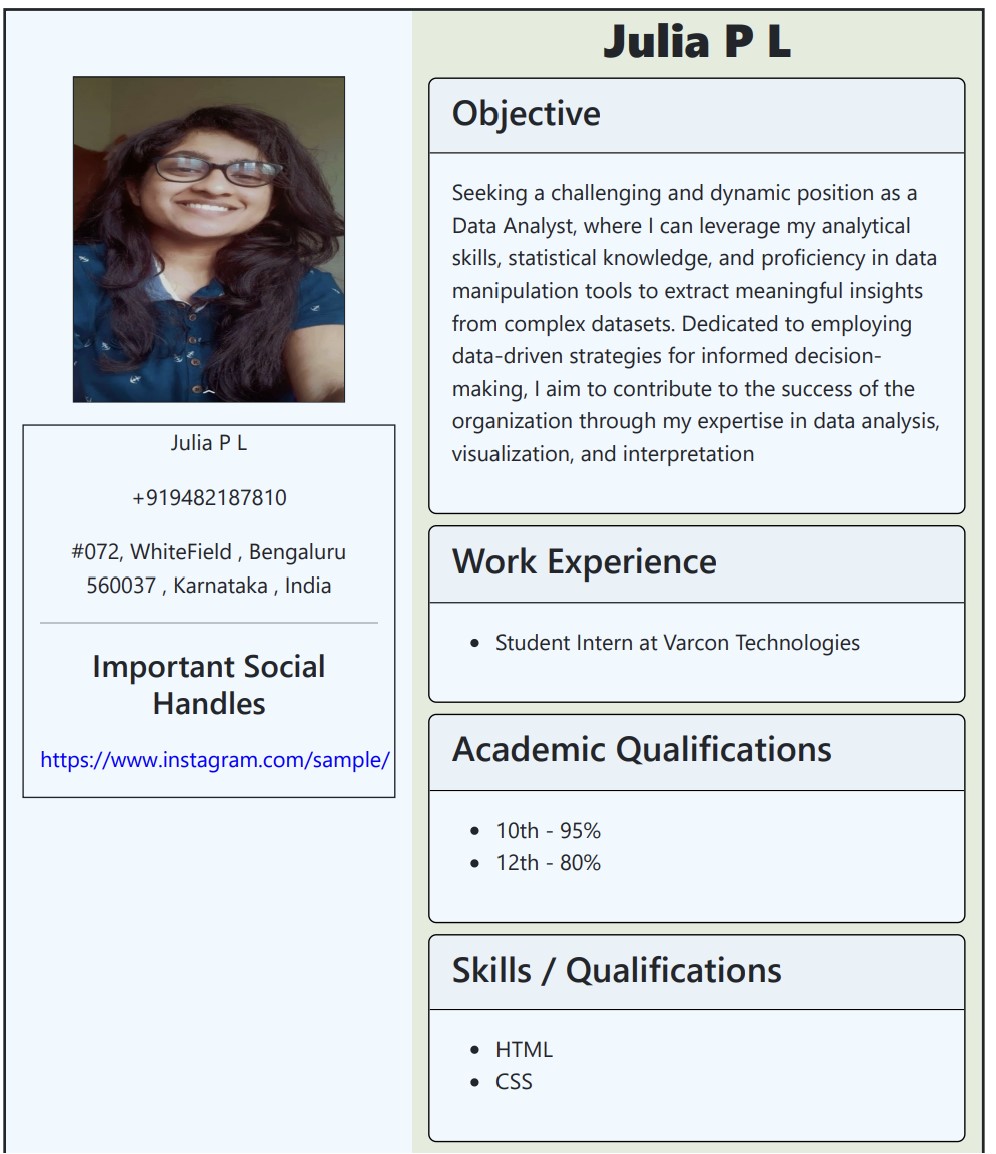 Julia P L
+919482187810
#072, WhiteField , Bengaluru
560037 , Karnataka , India
Important Social
Handles
https://www.instagram.com/sample/
Julia P L
Objective
Seeking a challenging and dynamic position as a
Data Analyst, where I can leverage my analytical
skills, statistical knowledge, and proficiency in data
manipulation tools to extract meaningful insights
from complex datasets. Dedicated to employing
data-driven strategies for informed decision-
making, I aim to contribute to the success of the
organization through my expertise in data analysis,
visualization, and interpretation
Work Experience
• Student Intern at Varcon Technologies
Academic Qualifications
• 10th - 95%
• 12th - 80%
Skills / Qualifications
• HTML
• CSS